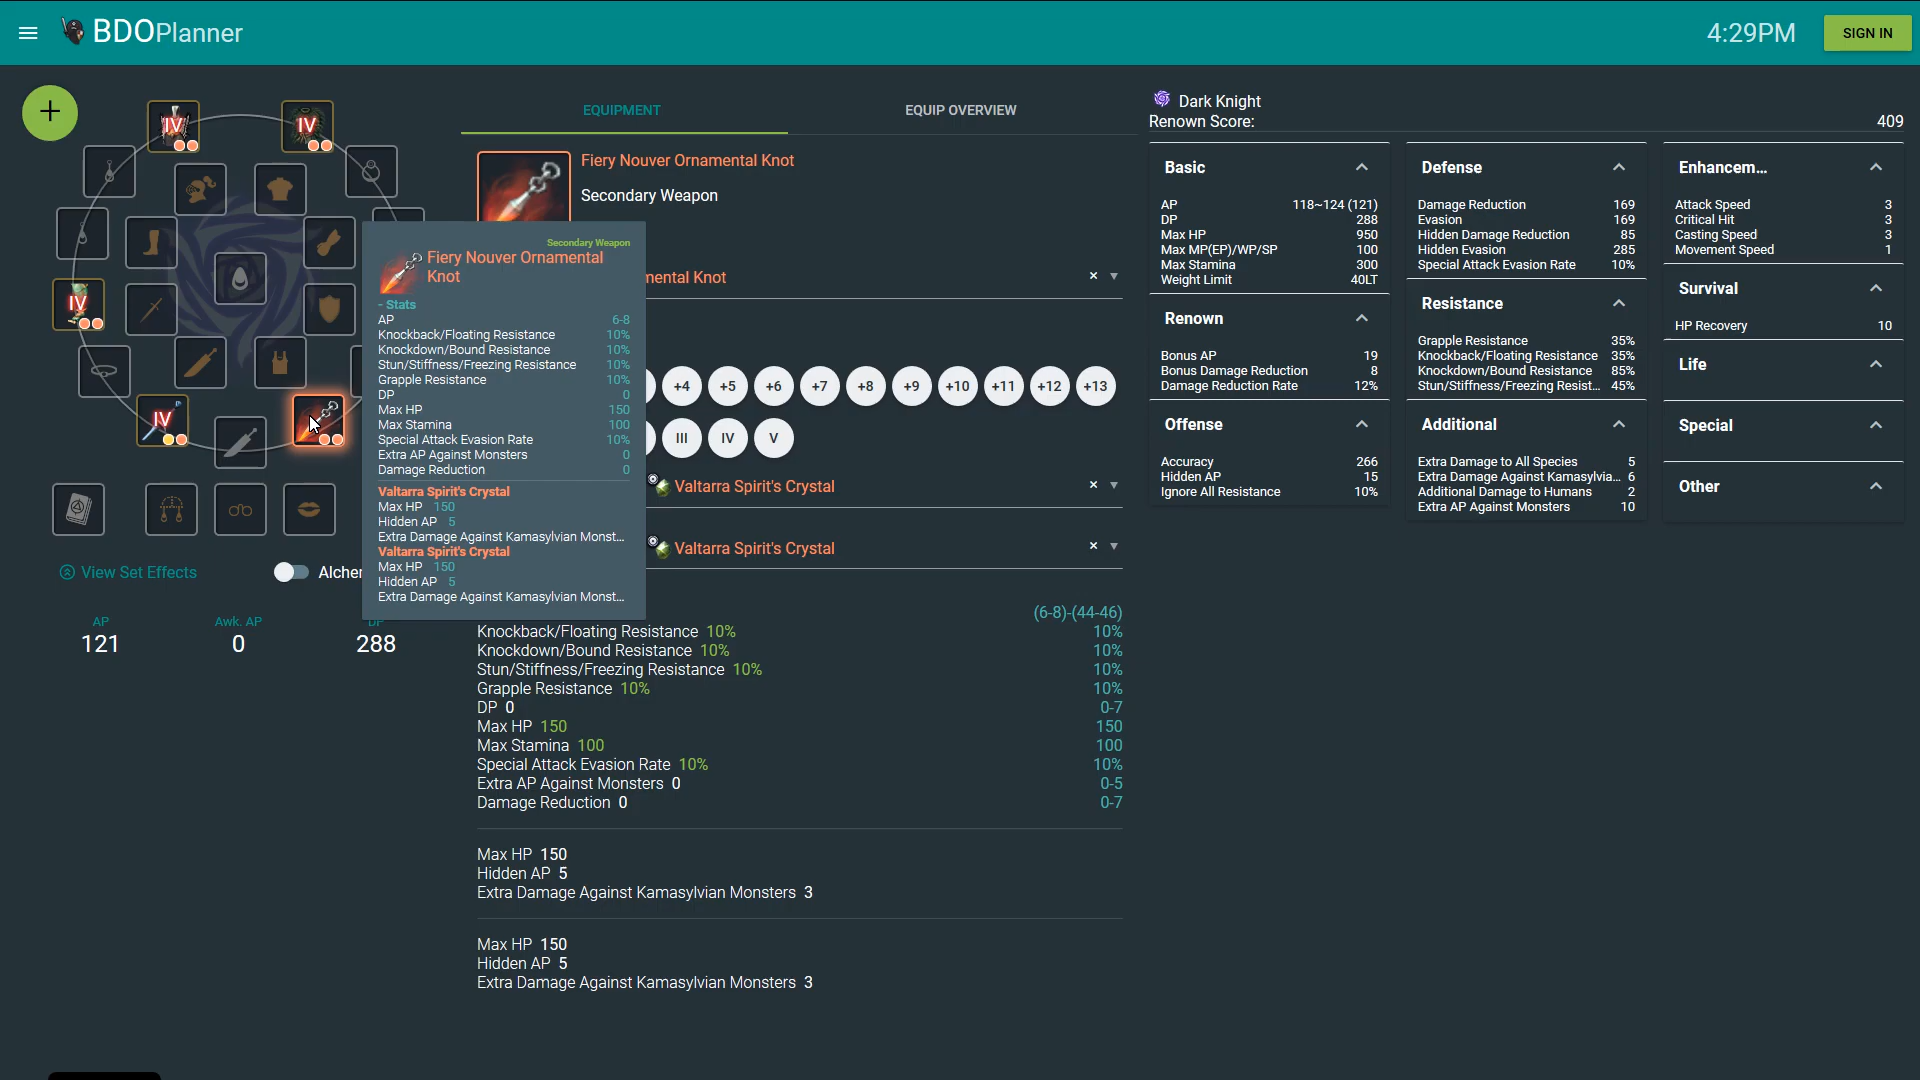 BDOPlanner
4:29PM
SIGN IN
IV
IV
IV
IV
EQUIPMENT
EQUIP OVERVIEW
Fiery Nouver Ornamental Knot
Secondary Weapon
Secondary Weapon
Fiery Nouver Ornamental
Knot
- Stats
AP 6-8
Knockback/Floating Resistance 10%
Knockdown/Bound Resistance 10%
Stun/Stiffness/Freezing Resistance 10%
Grapple Resistance 10%
DP 0
Max HP 150
Max Stamina 100
Special Attack Evasion Rate 10%
Extra AP Against Monsters 0
Damage Reduction 0
Valtarra Spirit's Crystal
Max HP 150
Hidden AP 5
Extra Damage Against Kamasylvian Monst...
Valtarra Spirit's Crystal
Max HP 150
Hidden AP 5
Extra Damage Against Kamasylvian Monst...
mental Knot ×
+4 +5 +6 +7 +8 +9 +10 +11 +12 +13
III IV V
Valtarra Spirit's Crystal ×
Valtarra Spirit's Crystal ×
View Set Effects
Alcher
AP
121
Awk. AP
0
DP
288
(6-8)-(44-46)
Knockback/Floating Resistance 10% 10%
Knockdown/Bound Resistance 10% 10%
Stun/Stiffness/Freezing Resistance 10% 10%
Grapple Resistance 10% 10%
DP 0 0-7
Max HP 150 150
Max Stamina 100 100
Special Attack Evasion Rate 10% 10%
Extra AP Against Monsters 0 0-5
Damage Reduction 0 0-7
Max HP 150
Hidden AP 5
Extra Damage Against Kamasylvian Monsters 3
Max HP 150
Hidden AP 5
Extra Damage Against Kamasylvian Monsters 3
Dark Knight
Renown Score: 409
Basic
AP 118~124 (121)
DP 288
Max HP 950
Max MP(EP)/WP/SP 100
Max Stamina 300
Weight Limit 40LT
Renown
Bonus AP 19
Bonus Damage Reduction 8
Damage Reduction Rate 12%
Offense
Accuracy 266
Hidden AP 15
Ignore All Resistance 10%
Defense
Damage Reduction 169
Evasion 169
Hidden Damage Reduction 85
Hidden Evasion 285
Special Attack Evasion Rate 10%
Resistance
Grapple Resistance 35%
Knockback/Floating Resistance 35%
Knockdown/Bound Resistance 85%
Stun/Stiffness/Freezing Resist... 45%
Additional
Extra Damage to All Species 5
Extra Damage Against Kamasylvia... 6
Additional Damage to Humans 2
Extra AP Against Monsters 10
Enhancem...
Attack Speed 3
Critical Hit 3
Casting Speed 3
Movement Speed 1
Survival
HP Recovery 10
Life
Special
Other